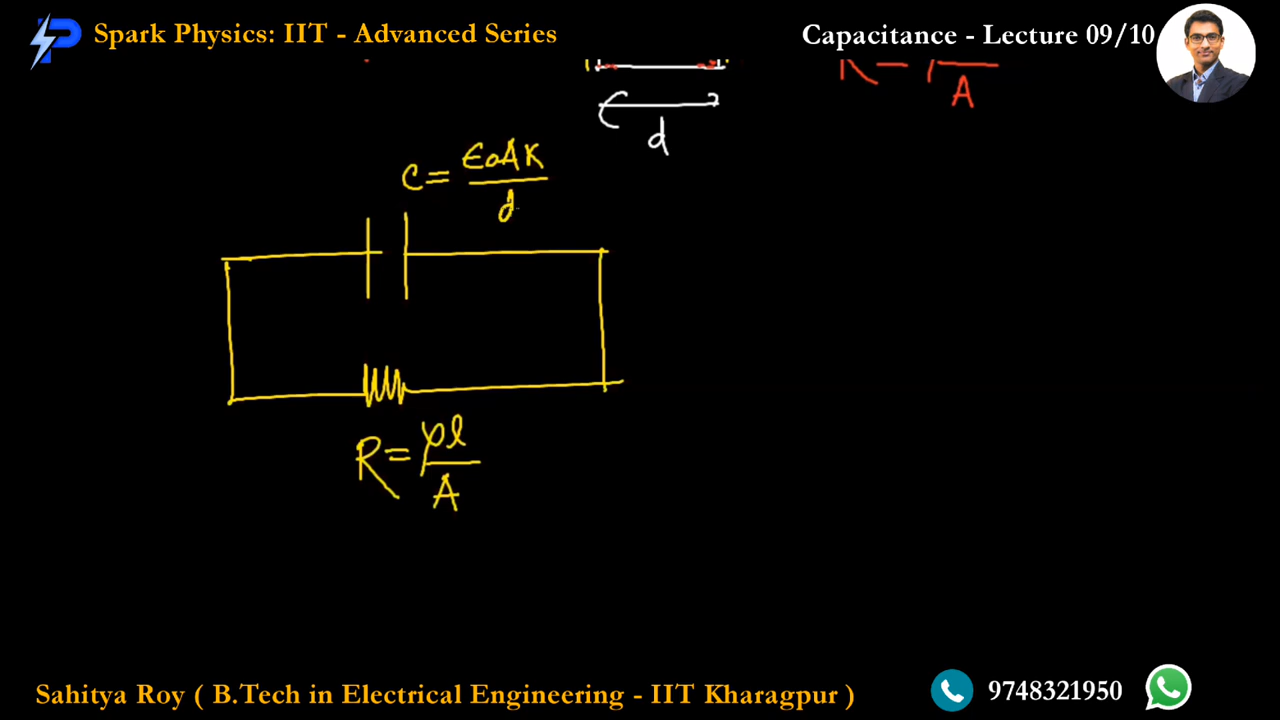 Spark Physics: IIT - Advanced Series
Capacitance - Lecture 09/10
A
d
C = ϵ0AK
d
R = ρl
A
Sahitya Roy ( B.Tech in Electrical Engineering - IIT Kharagpur )
9748321950